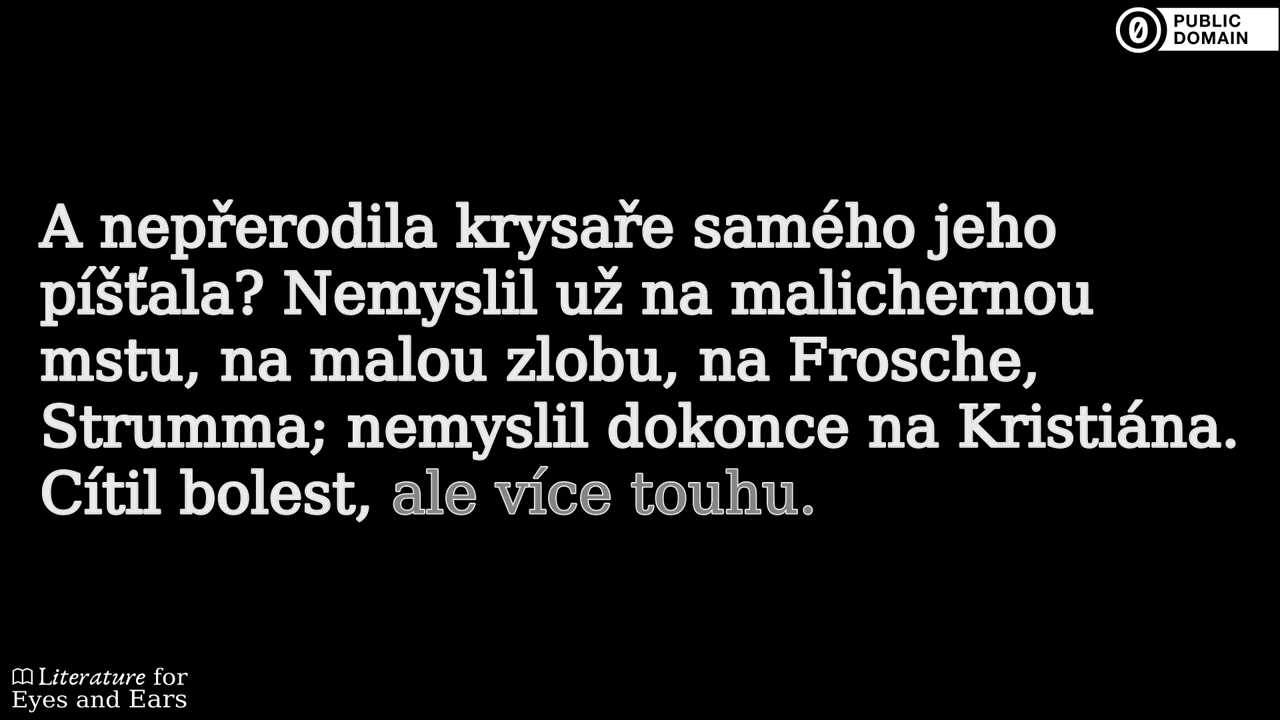 PUBLIC
DOMAIN
A nepřerodila krysaře samého jeho
píšťala? Nemyslil už na malichernou
mstu, na malou zlobu, na Frosche,
Strumma; nemyslil dokonce na Kristiána.
Cítil bolest, ale více touhu.
Literature for
Eyes and Ears